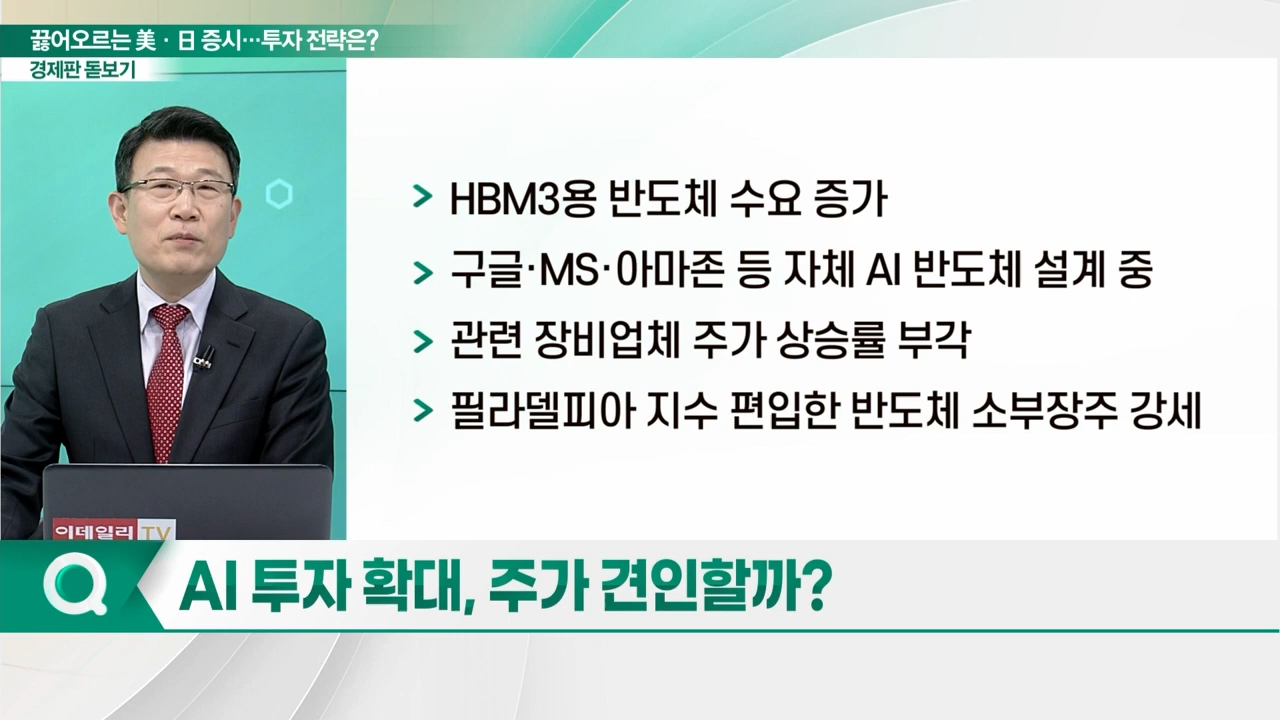 끓어오르는 美·日 증시…투자 전략은?
경제판 돋보기
> HBM3용 반도체 수요 증가
> 구글·MS·아마존 등 자체 AI 반도체 설계 중
> 관련 장비업체 주가 상승률 부각
> 필라델피아 지수 편입한 반도체 소부장주 강세
이데일리 TV
AI 투자 확대, 주가 견인할까?